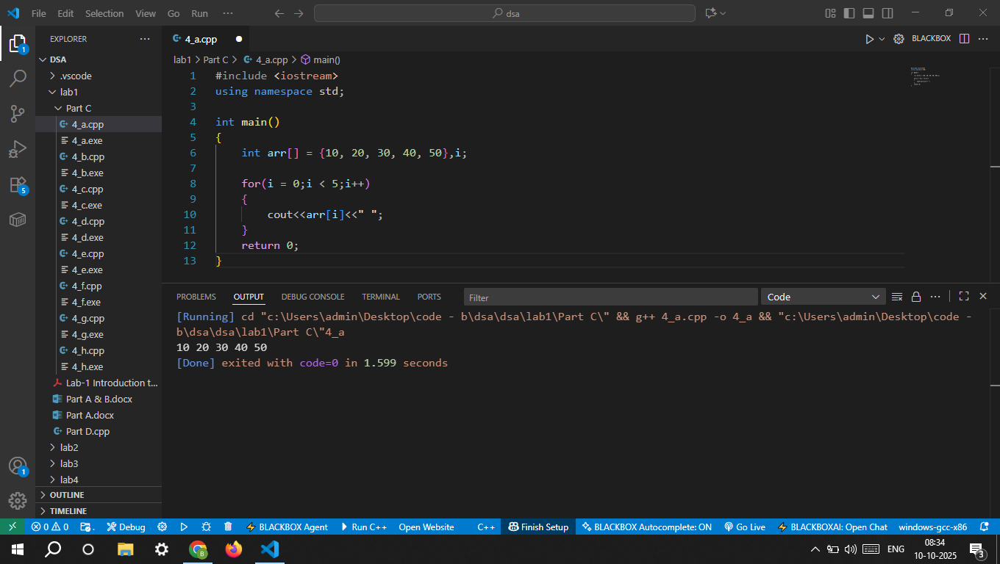 File Edit Selection View Go Run ··· dsa
EXPLORER ···
1
DSA
.vscode
lab1
Part C
4_a.cpp
4_a.exe
4_b.cpp
4_b.exe
4_c.cpp
4_c.exe
4_d.cpp
4_d.exe
4_e.cpp
4_e.exe
4_f.cpp
4_f.exe
4_g.cpp
4_g.exe
4_h.cpp
4_h.exe
Lab-1 Introduction t...
Part A & B.docx
Part A.docx
Part D.cpp
lab2
lab3
lab4
OUTLINE
TIMELINE
5
1
4_a.cpp
BLACKBOX ···
lab1 > Part C > 4_a.cpp > main()
1 #include <iostream>
2 using namespace std;
3
4 int main()
5 {
6 int arr[] = {10, 20, 30, 40, 50},i;
7
8 for(i = 0;i < 5;i++)
9 {
10 cout<<arr[i]<<" ";
11 }
12 return 0;
13 }
PROBLEMS OUTPUT DEBUG CONSOLE TERMINAL PORTS Filter Code ···
[Running] cd "c:\Users\admin\Desktop\code - b\dsa\dsa\lab1\Part C\" && g++ 4_a.cpp -o 4_a && "c:\Users\admin\Desktop\code -
b\dsa\dsa\lab1\Part C\"4_a
10 20 30 40 50
[Done] exited with code=0 in 1.599 seconds
0 0 . Debug BLACKBOX Agent Run C++ Open Website C++ Finish Setup BLACKBOX Autocomplete: ON Go Live BLACKBOXAI: Open Chat windows-gcc-x86
B
ENG
08:34
10-10-2025
3